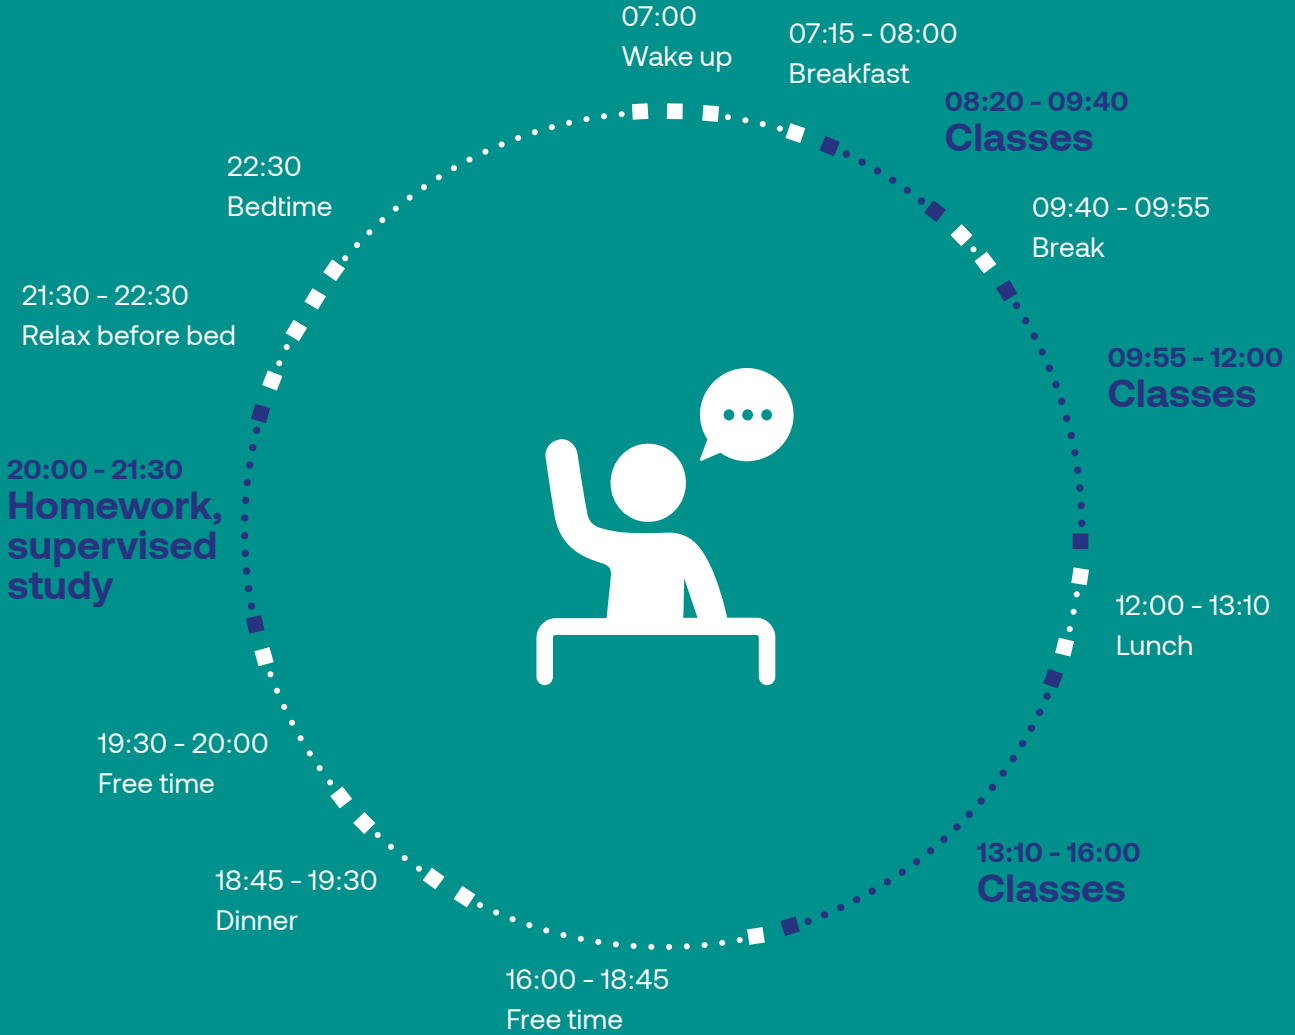 07:00
Wake up
07:15 - 08:00
Breakfast
08:20 - 09:40
Classes
09:40 - 09:55
Break
09:55 - 12:00
Classes
12:00 - 13:10
Lunch
13:10 - 16:00
Classes
16:00 - 18:45
Free time
18:45 - 19:30
Dinner
19:30 - 20:00
Free time
20:00 - 21:30
Homework,
supervised
study
21:30 - 22:30
Relax before bed
22:30
Bedtime